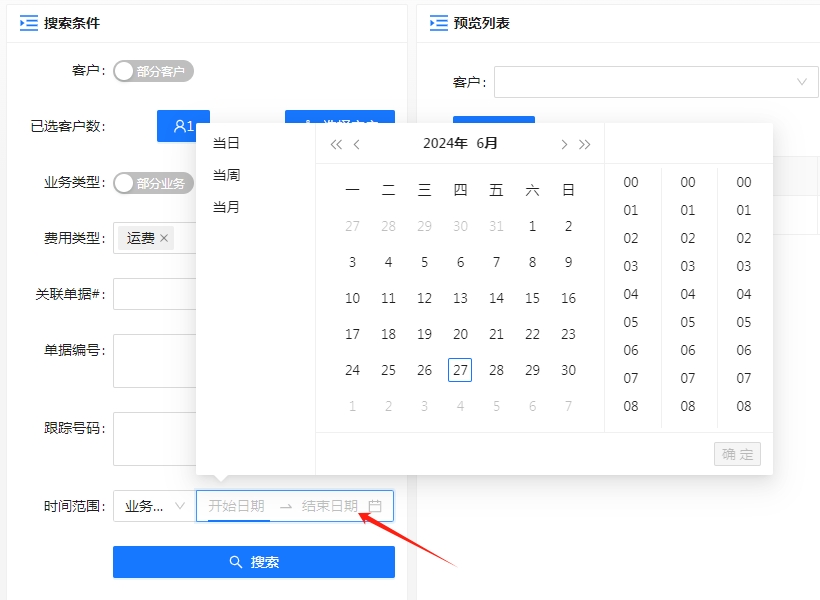 搜索条件
客户: 部分客户
已选客户数: 1
业务类型: 部分业务
费用类型: 运费 ×
关联单据#:
单据编号:
跟踪号码:
时间范围: 业务... 开始日期 → 结束日期
搜索
预览列表
客户:
当日
当周
当月
2024年 6月
一 二 三 四 五 六 日
27 28 29 30 31 1 2
3 4 5 6 7 8 9
10 11 12 13 14 15 16
17 18 19 20 21 22 23
24 25 26 27 28 29 30
1 2 3 4 5 6 7
00 00 00
01 01 01
02 02 02
03 03 03
04 04 04
05 05 05
06 06 06
07 07 07
08 08 08
确 定